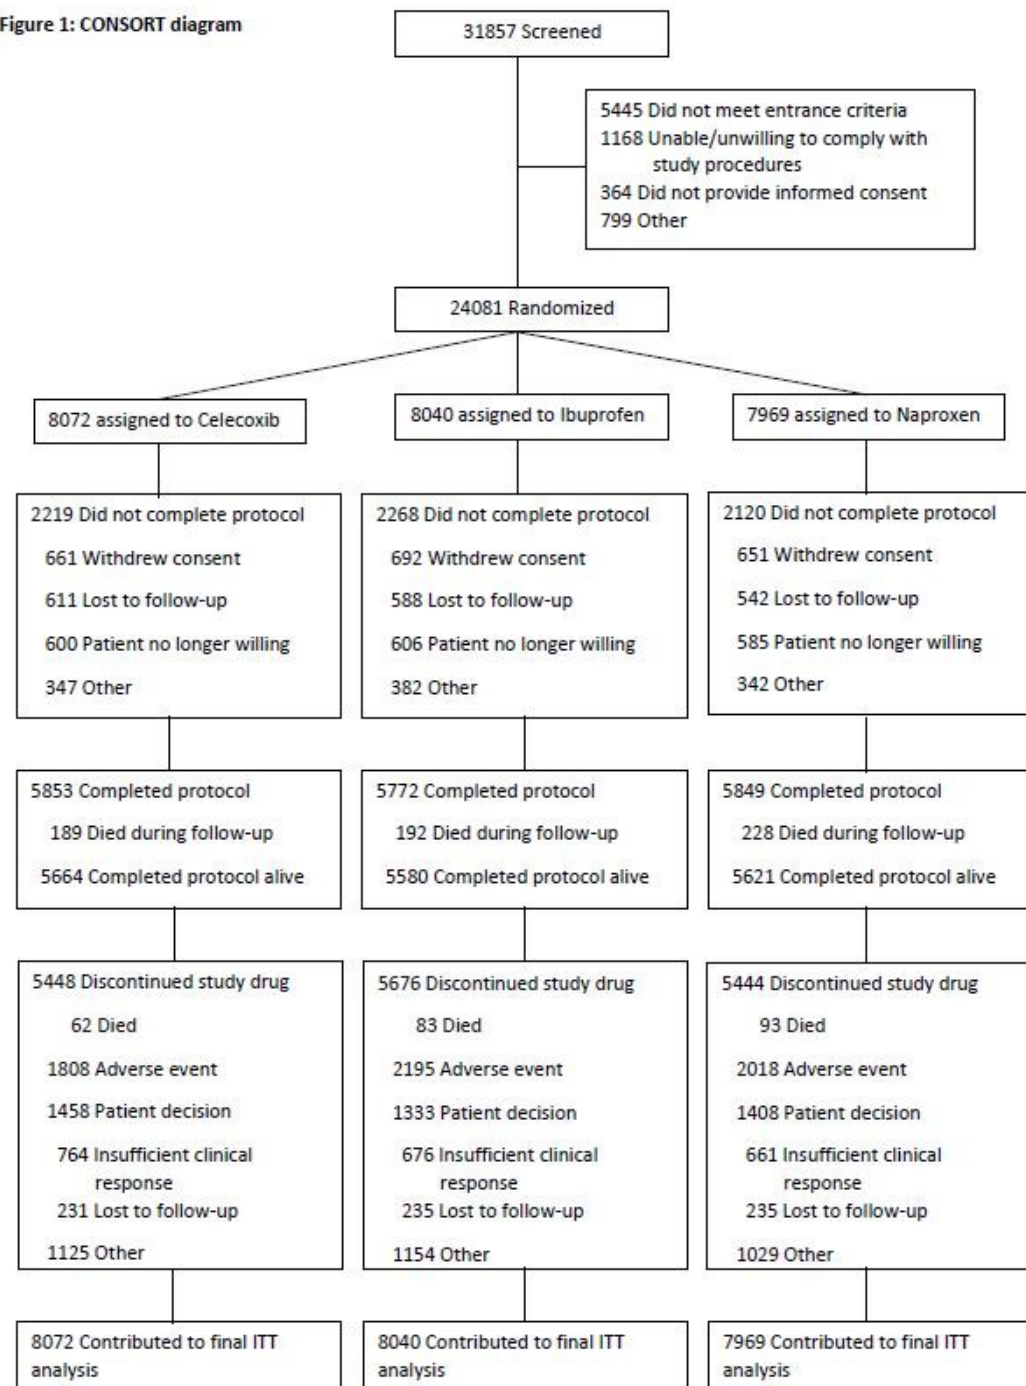 Figure 1: CONSORT diagram
31857 Screened
5445 Did not meet entrance criteria
1168 Unable/unwilling to comply with
study procedures
364 Did not provide informed consent
799 Other
24081 Randomized
8072 assigned to Celecoxib
8040 assigned to Ibuprofen
7969 assigned to Naproxen
2219 Did not complete protocol
661 Withdrew consent
611 Lost to follow-up
600 Patient no longer willing
347 Other
2268 Did not complete protocol
692 Withdrew consent
588 Lost to follow-up
606 Patient no longer willing
382 Other
2120 Did not complete protocol
651 Withdrew consent
542 Lost to follow-up
585 Patient no longer willing
342 Other
5853 Completed protocol
189 Died during follow-up
5664 Completed protocol alive
5772 Completed protocol
192 Died during follow-up
5580 Completed protocol alive
5849 Completed protocol
228 Died during follow-up
5621 Completed protocol alive
5448 Discontinued study drug
62 Died
1808 Adverse event
1458 Patient decision
764 Insufficient clinical
response
231 Lost to follow-up
1125 Other
5676 Discontinued study drug
83 Died
2195 Adverse event
1333 Patient decision
676 Insufficient clinical
response
235 Lost to follow-up
1154 Other
5444 Discontinued study drug
93 Died
2018 Adverse event
1408 Patient decision
661 Insufficient clinical
response
235 Lost to follow-up
1029 Other
8072 Contributed to final ITT
analysis
8040 Contributed to final ITT
analysis
7969 Contributed to final ITT
analysis